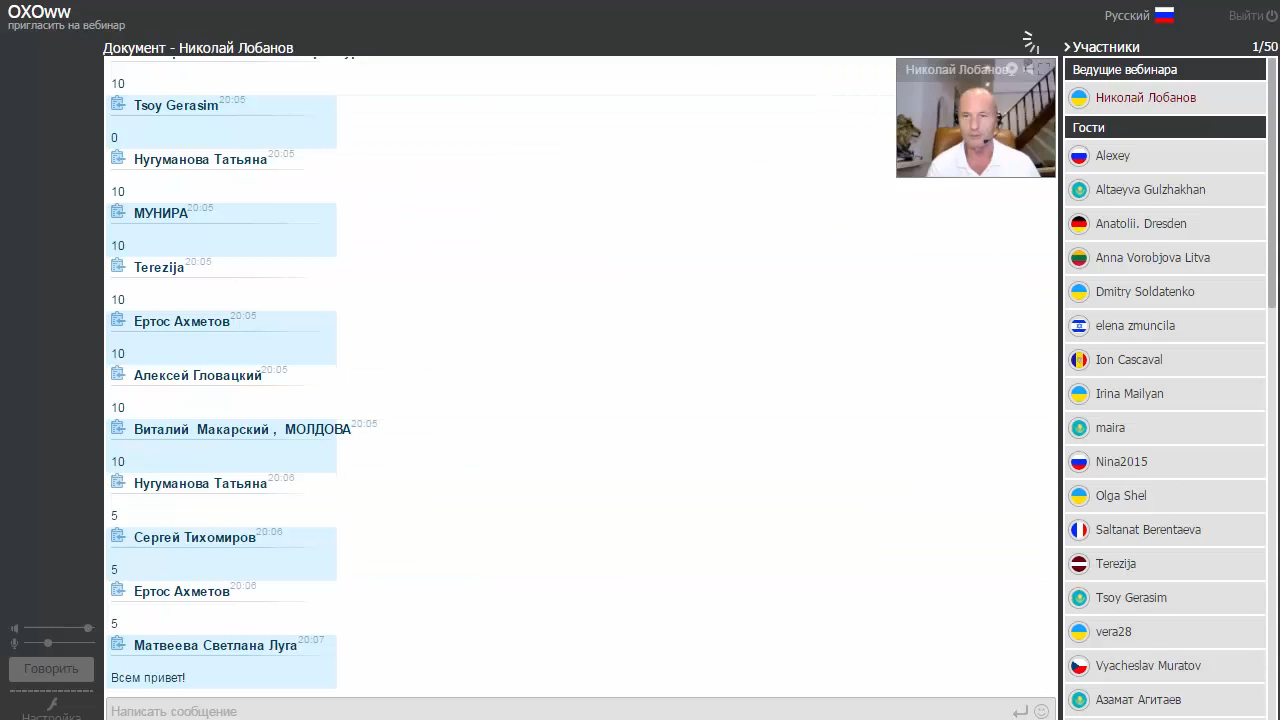 OXOww
пригласить на вебинар
Русский
Выйти
Документ - Николай Лобанов
10
Tsoy Gerasim 20:05
0
Нугуманова Татьяна 20:05
10
МУНИРА 20:05
10
Terezija 20:05
10
Ертос Ахметов 20:05
10
Алексей Гловацкий 20:05
10
Виталий Макарский , МОЛДОВА 20:05
10
Нугуманова Татьяна 20:06
5
Сергей Тихомиров 20:06
5
Ертос Ахметов 20:06
5
Матвеева Светлана Луга 20:07
Всем привет!
Написать сообщение
Говорить
Настройка
Николай Лобанов
Участники 1/50
Ведущие вебинара
Николай Лобанов
Гости
Alexey
Altaeyva Gulzhakhan
Anatolii. Dresden
Anna Vorobjova Litva
Dmitry Soldatenko
elena zmuncila
Ion Cascaval
Irina Mailyan
maira
Nina2015
Olga Shel
Saltanat Berentaeva
Terezija
Tsoy Gerasim
vera28
Vyacheslav Muratov
Азамат Агитаев